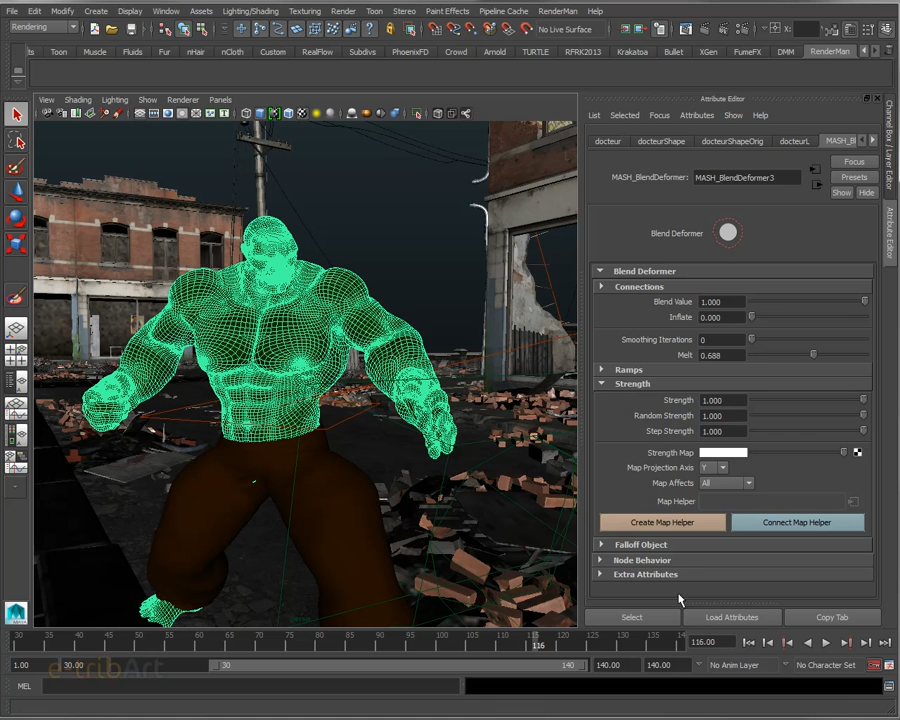 File Edit Modify Create Display Window Assets Lighting/Shading Texturing Render Toon Stereo Paint Effects Pipeline Cache RenderMan Help
Rendering No Live Surface X:
Toon Muscle Fluids Fur nHair nCloth Custom RealFlow Subdivs PhoenixFD Crowd Arnold TURTLE RFRK2013 Krakatoa Bullet XGen FumeFX DMM RenderMan
View Shading Lighting Show Renderer Panels
Attribute Editor
List Selected Focus Attributes Show Help
docteur docteurShape docteurShapeOrig docteurL MASH_Bl
Focus
MASH_BlendDeformer: MASH_BlendDeformer3 Presets
Show Hide
Blend Deformer
Blend Deformer
Connections
Blend Value 1.000
Inflate 0.000
Smoothing Iterations 0
Melt 0.688
Ramps
Strength
Strength 1.000
Random Strength 1.000
Step Strength 1.000
Strength Map
Map Projection Axis Y
Map Affects All
Map Helper
Create Map Helper Connect Map Helper
Falloff Object
Node Behavior
Extra Attributes
Select Load Attributes Copy Tab
Channel Box / Layer Editor
Attribute Editor
MAYA
30 35 40 45 50 55 60 65 70 75 80 85 90 95 100 105 110 115 120 125 130 135 14 116.00
116
1.00 30.00 30 140 140.00 140.00 No Anim Layer No Character Set
e-tribArt
MEL